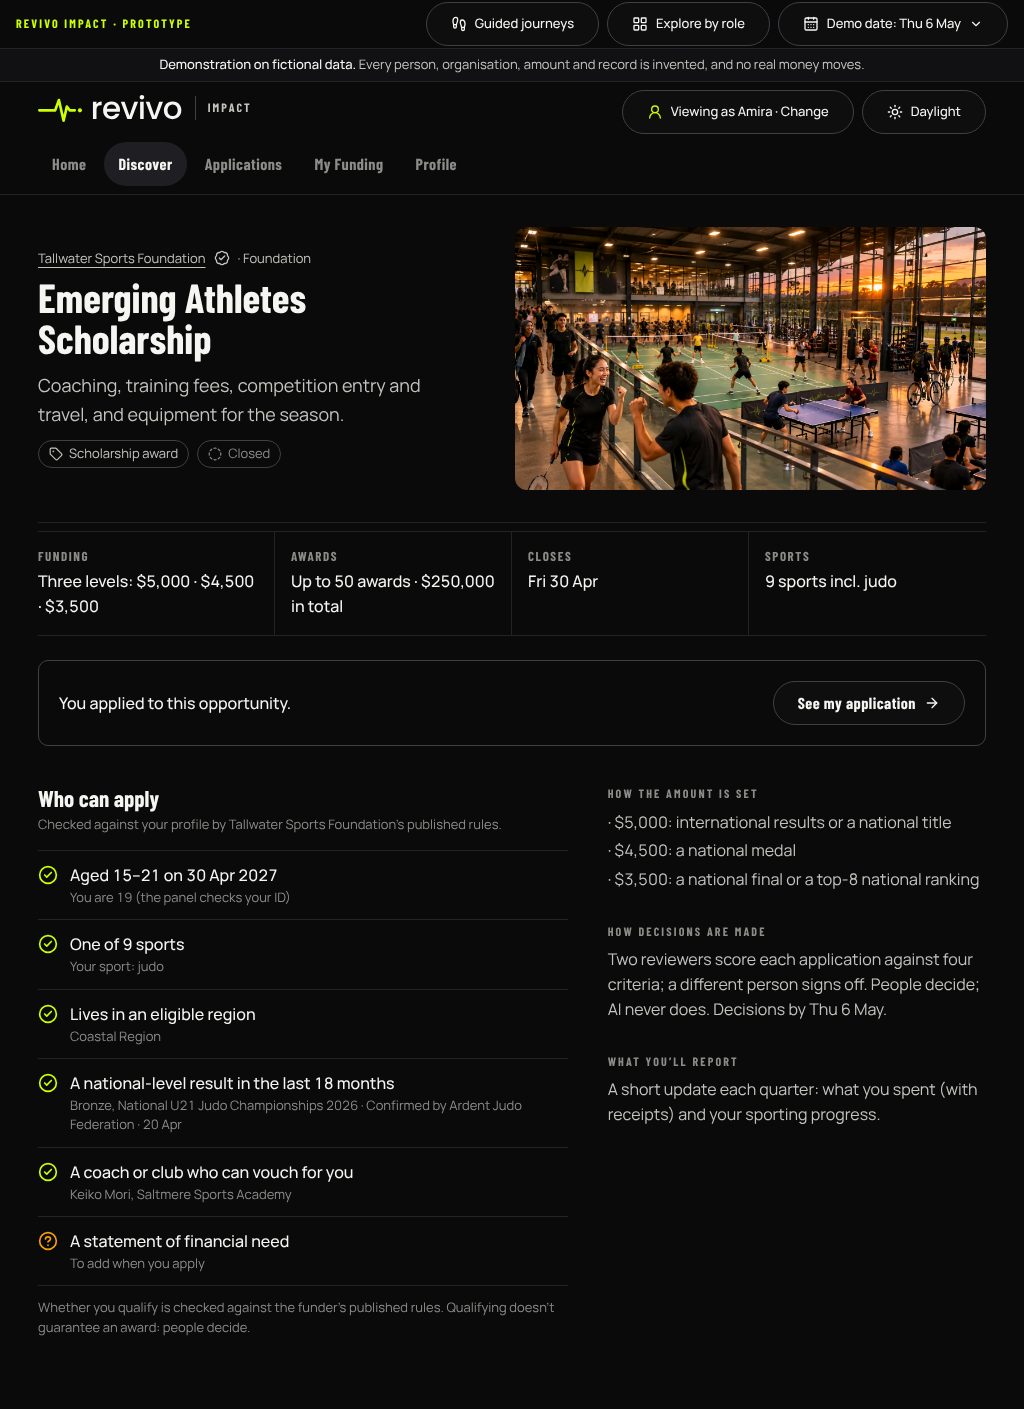 REVIVO IMPACT · PROTOTYPE
Guided journeys
Explore by role
Demo date: Thu 6 May
Demonstration on fictional data. Every person, organisation, amount and record is invented, and no real money moves.
revivo
IMPACT
Viewing as Amira · Change
Daylight
Home
Discover
Applications
My Funding
Profile
Tallwater Sports Foundation · Foundation
Emerging Athletes
Scholarship
Coaching, training fees, competition entry and
travel, and equipment for the season.
Scholarship award
Closed
FUNDING
Three levels: $5,000 · $4,500
· $3,500
AWARDS
Up to 50 awards · $250,000
in total
CLOSES
Fri 30 Apr
SPORTS
9 sports incl. judo
You applied to this opportunity.
See my application
Who can apply
Checked against your profile by Tallwater Sports Foundation's published rules.
Aged 15–21 on 30 Apr 2027
You are 19 (the panel checks your ID)
One of 9 sports
Your sport: judo
Lives in an eligible region
Coastal Region
A national-level result in the last 18 months
Bronze, National U21 Judo Championships 2026 · Confirmed by Ardent Judo
Federation · 20 Apr
A coach or club who can vouch for you
Keiko Mori, Saltmere Sports Academy
A statement of financial need
To add when you apply
Whether you qualify is checked against the funder's published rules. Qualifying doesn't
guarantee an award: people decide.
HOW THE AMOUNT IS SET
· $5,000: international results or a national title
· $4,500: a national medal
· $3,500: a national final or a top-8 national ranking
HOW DECISIONS ARE MADE
Two reviewers score each application against four
criteria; a different person signs off. People decide;
AI never does. Decisions by Thu 6 May.
WHAT YOU'LL REPORT
A short update each quarter: what you spent (with
receipts) and your sporting progress.